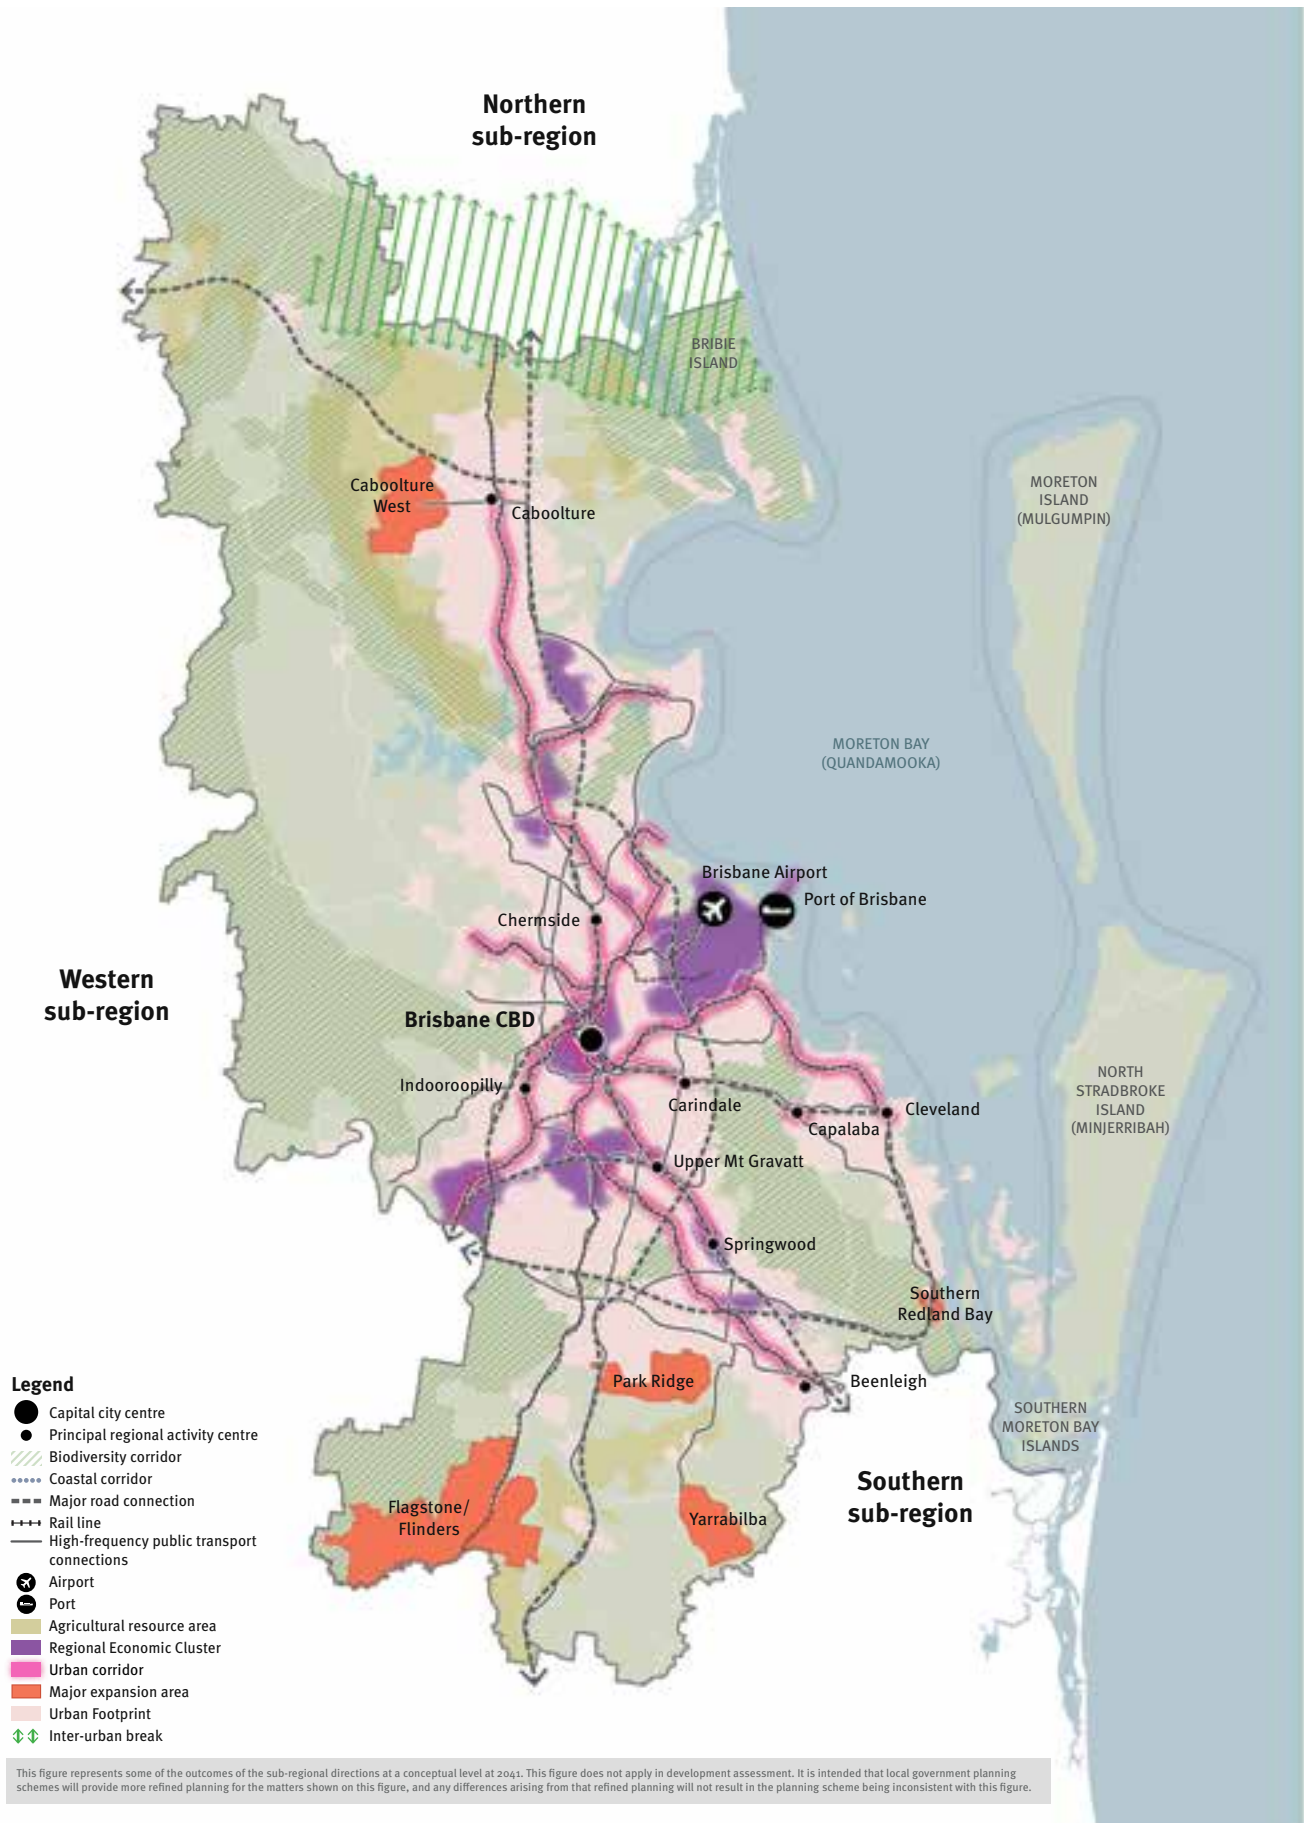 Northern
sub-region
BRIBIE
ISLAND
Caboolture
West
Caboolture
MORETON
ISLAND
(MULGUMPIN)
MORETON BAY
(QUANDAMOOKA)
Brisbane Airport
Port of Brisbane
Chermside
Western
sub-region
Brisbane CBD
Indooroopilly
Carindale
Capalaba
Cleveland
NORTH
STRADBROKE
ISLAND
(MINJERRIBAH)
Upper Mt Gravatt
Springwood
Southern
Redland Bay
Park Ridge
Beenleigh
SOUTHERN
MORETON BAY
ISLANDS
Southern
sub-region
Flagstone/
Flinders
Yarrabilba
Legend
Capital city centre
Principal regional activity centre
Biodiversity corridor
Coastal corridor
Major road connection
Rail line
High-frequency public transport
connections
Airport
Port
Agricultural resource area
Regional Economic Cluster
Urban corridor
Major expansion area
Urban Footprint
Inter-urban break
This figure represents some of the outcomes of the sub-regional directions at a conceptual level at 2041. This figure does not apply in development assessment. It is intended that local government planning
schemes will provide more refined planning for the matters shown on this figure, and any differences arising from that refined planning will not result in the planning scheme being inconsistent with this figure.